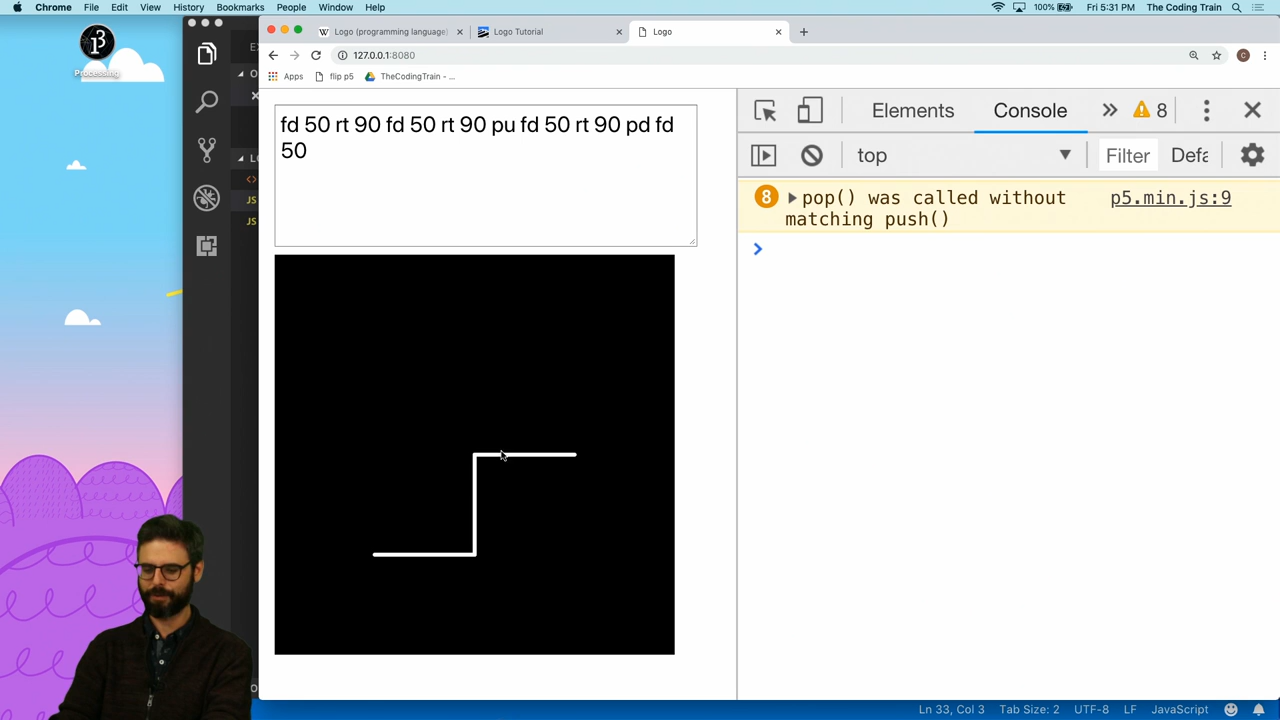 Chrome File Edit View History Bookmarks People Window Help 100% Fri 5:31 PM The Coding Train
Processing
Logo (programming language) Logo Tutorial Logo
127.0.0.1:8080
Apps flip p5 TheCodingTrain - ...
fd 50 rt 90 fd 50 rt 90 pu fd 50 rt 90 pd fd
50
Elements Console 8
top Filter Defa
8 pop() was called without p5.min.js:9
matching push()
JS
JS
Ln 33, Col 3 Tab Size: 2 UTF-8 LF JavaScript